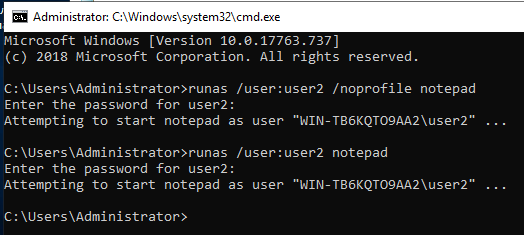 Administrator: C:\Windows\system32\cmd.exe
Microsoft Windows [Version 10.0.17763.737]
(c) 2018 Microsoft Corporation. All rights reserved.
C:\Users\Administrator>runas /user:user2 /noprofile notepad
Enter the password for user2:
Attempting to start notepad as user "WIN-TB6KQTO9AA2\user2" ...
C:\Users\Administrator>runas /user:user2 notepad
Enter the password for user2:
Attempting to start notepad as user "WIN-TB6KQTO9AA2\user2" ...
C:\Users\Administrator>